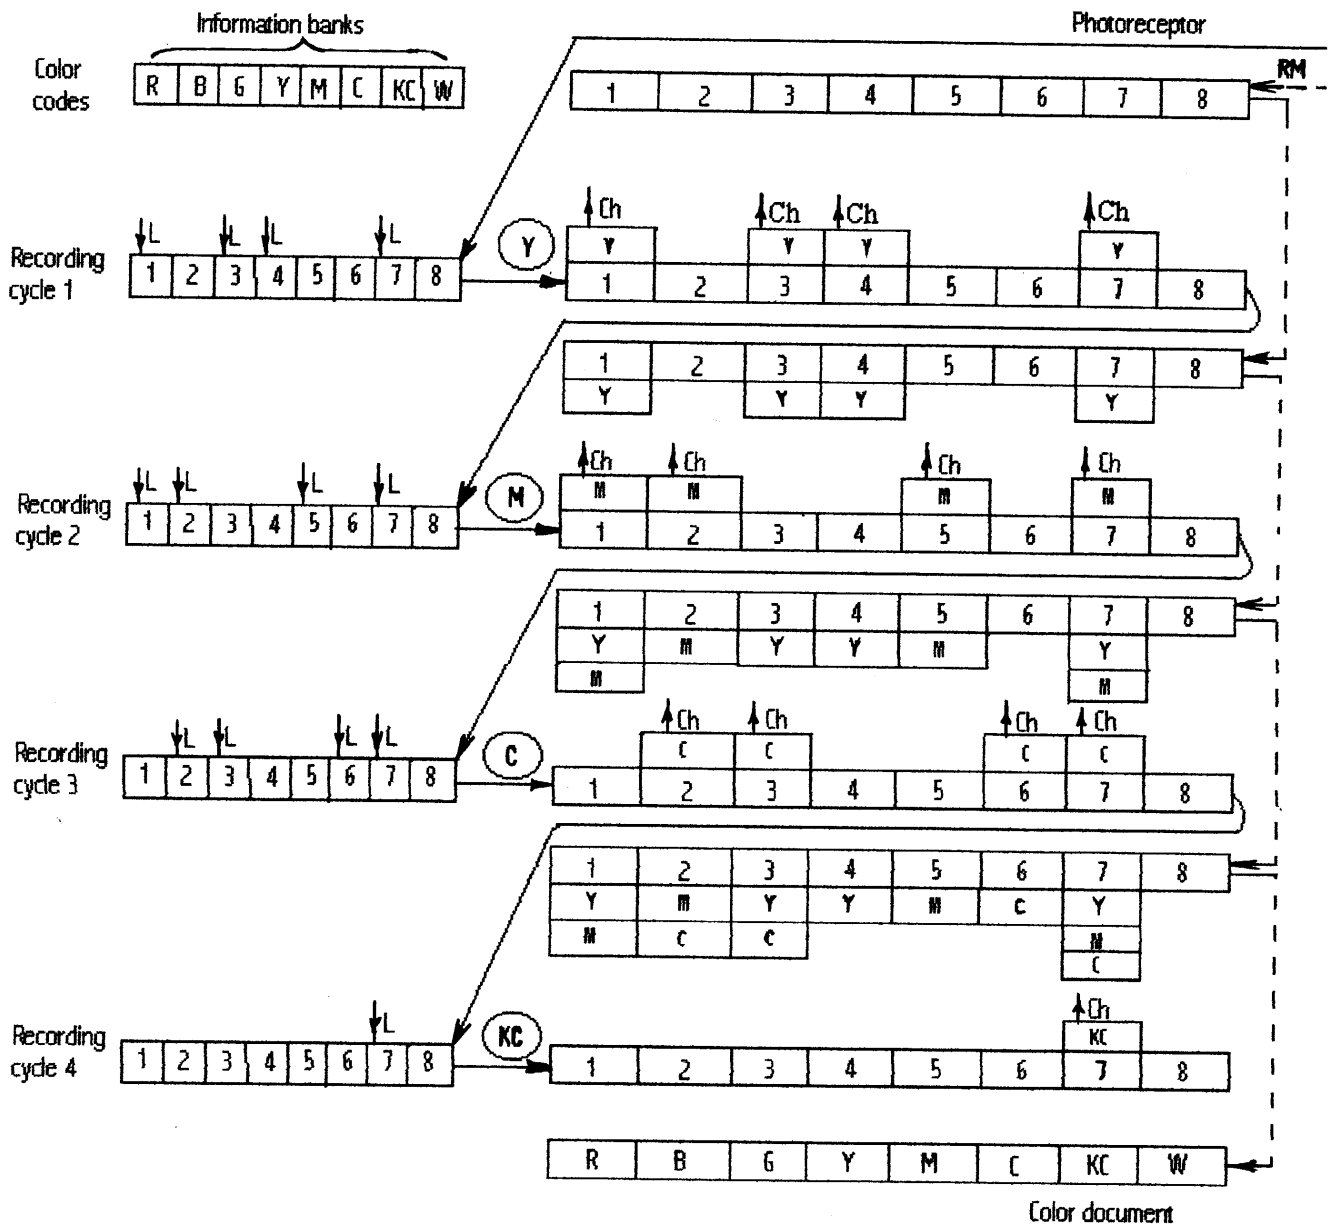 Information banks
Photoreceptor
Color codes
R B G Y M C KC W
RM
1 2 3 4 5 6 7 8
L L L L
Ch Ch Ch Ch
Y
Y Y Y Y
Recording cycle 1
1 2 3 4 5 6 7 8
1 2 3 4 5 6 7 8
1 2 3 4 5 6 7 8
Y Y Y Y
L L L L
Ch Ch Ch Ch
M
M M M M
Recording cycle 2
1 2 3 4 5 6 7 8
1 2 3 4 5 6 7 8
1 2 3 4 5 6 7 8
Y M Y Y M Y
M M
L L L L
Ch Ch Ch Ch
C
C C C C
Recording cycle 3
1 2 3 4 5 6 7 8
1 2 3 4 5 6 7 8
1 2 3 4 5 6 7 8
Y M Y Y M C Y
M C C M
C
L
Ch
KC
KC
Recording cycle 4
1 2 3 4 5 6 7 8
1 2 3 4 5 6 7 8
R B G Y M C KC W
Color document